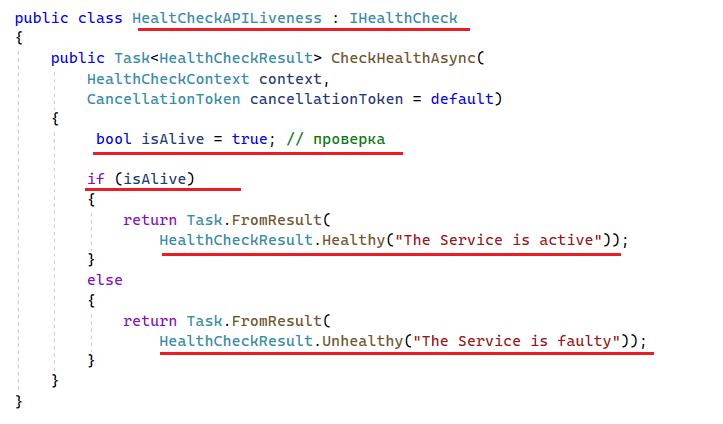 public class HealtCheckAPILiveness : IHealthCheck
{
    public Task<HealthCheckResult> CheckHealthAsync(
        HealthCheckContext context,
        CancellationToken cancellationToken = default)
    {
         bool isAlive = true; // проверка
        if (isAlive)
        {
            return Task.FromResult(
                HealthCheckResult.Healthy("The Service is active"));
        }
        else
        {
            return Task.FromResult(
                HealthCheckResult.Unhealthy("The Service is faulty"));
        }
    }
}